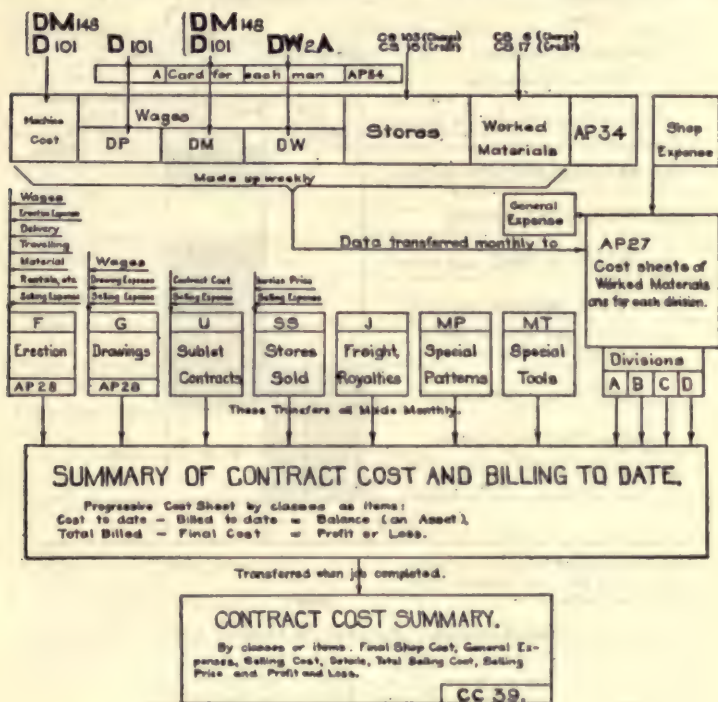 DM148 DM148
D101 D101 D101 DW2A CS 103 (Charge) CS 5 (Charge)
CS 10 (Credit) CS 17 (Credit)
A Card for each man AP54
Machine Cost
Wages
DP DM DW
Stores
Worked Materials
AP34
Shop Expense
Made up weekly
Wages
Erection Expense
Delivery
Travelling
Material
Rentals, etc.
Selling Expense
Wages
Drawing Expense
Selling Expense
Contract Cost
Selling Expense
Invoice Price
Selling Expense
General Expense
Data transferred monthly to
AP27
Cost sheets of
Worked Materials
one for each division.
Divisions
A B C D
F
Erection
AP28
G
Drawings
AP28
U
Sublet
Contracts
SS
Stores
Sold
J
Freight,
Royalties
MP
Special
Patterns
MT
Special
Tools
These Transfers all Made Monthly.
SUMMARY OF CONTRACT COST AND BILLING TO DATE.
Progressive Cost Sheet by classes as items:
Cost to date – Billed to date = Balance (an Asset),
Total Billed – Final Cost = Profit or Loss.
Transferred when job completed.
CONTRACT COST SUMMARY.
By classes or items. Final Shop Cost, General Ex-
penses, Selling Cost, Details, Total Selling Cost, Selling
Price and Profit and Loss.
CC 39.